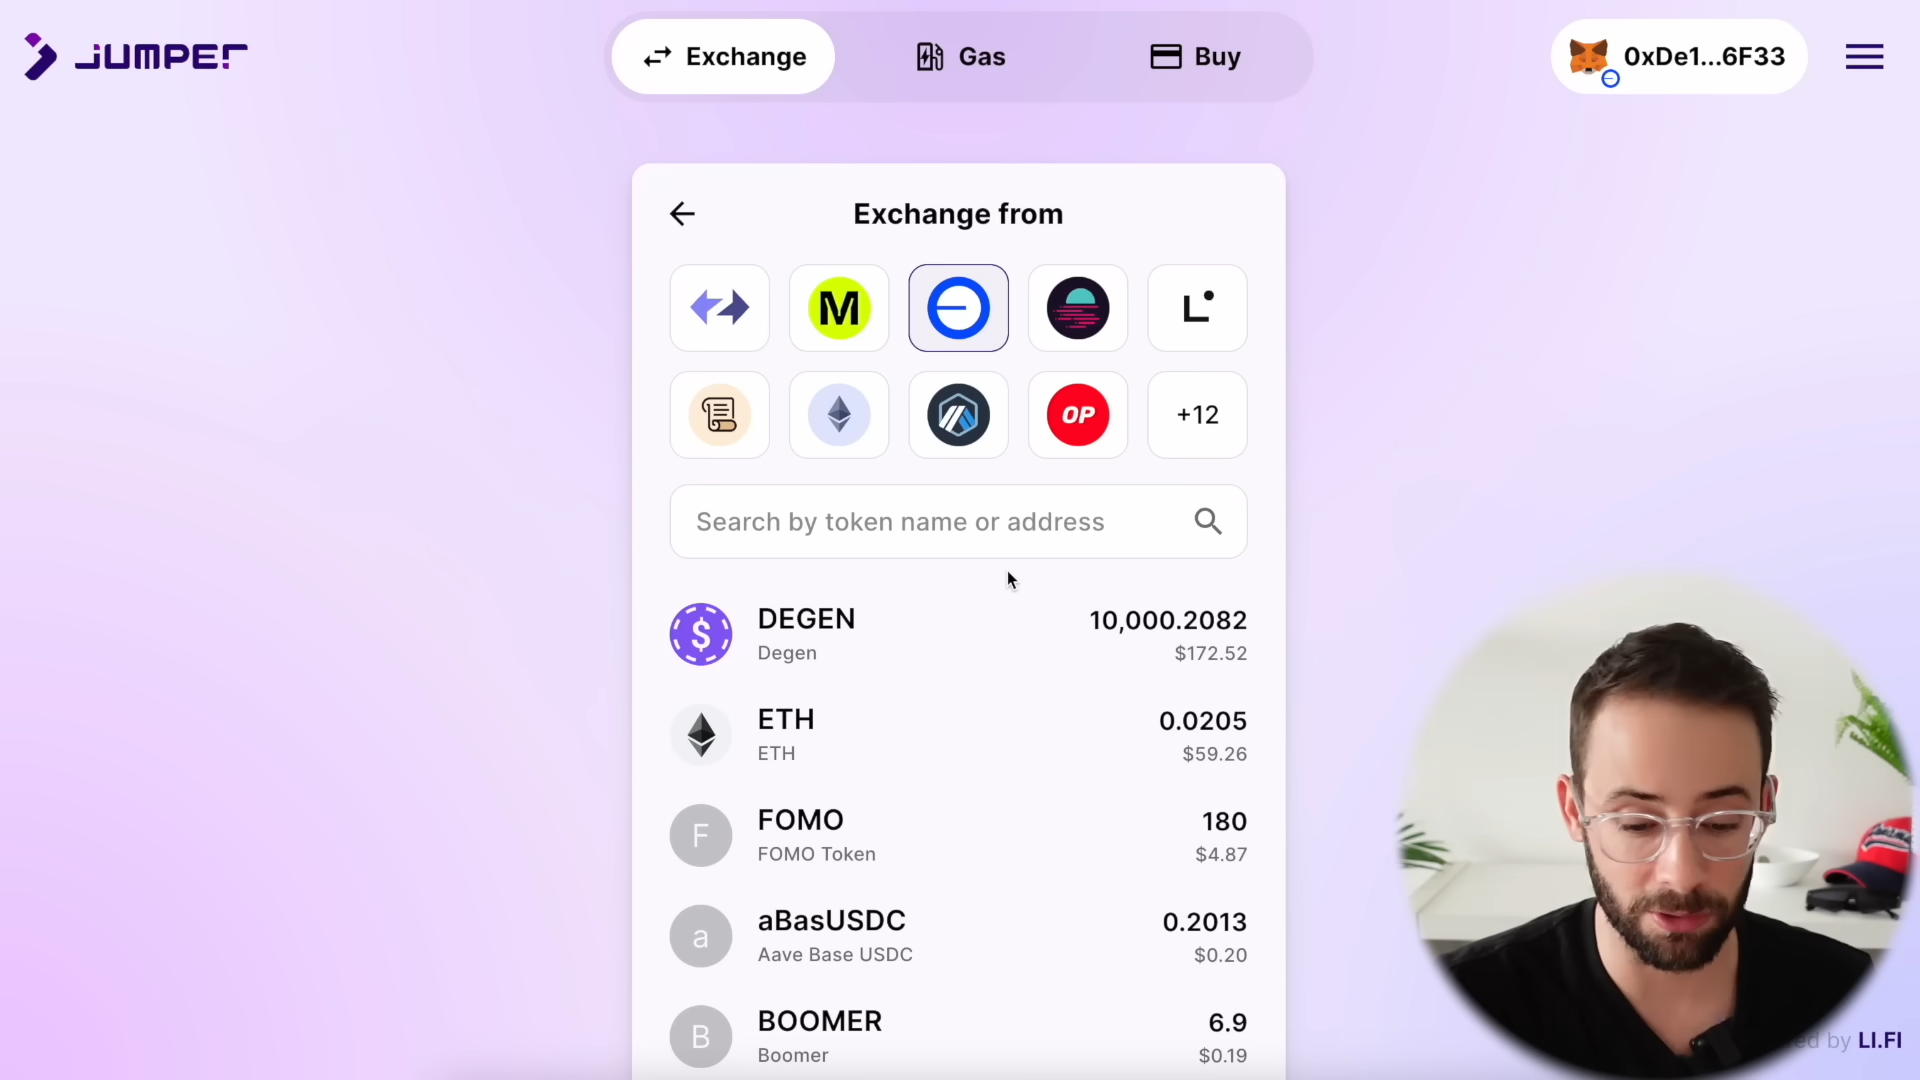 JUMPER
Exchange
Gas
Buy
0xDe1...6F33
Exchange from
M
L
OP
+12
Search by token name or address
$
DEGEN
10,000.2082
Degen
$172.52
ETH
0.0205
ETH
$59.26
F
FOMO
180
FOMO Token
$4.87
a
aBasUSDC
0.2013
Aave Base USDC
$0.20
B
BOOMER
6.9
Boomer
$0.19
by LI.FI